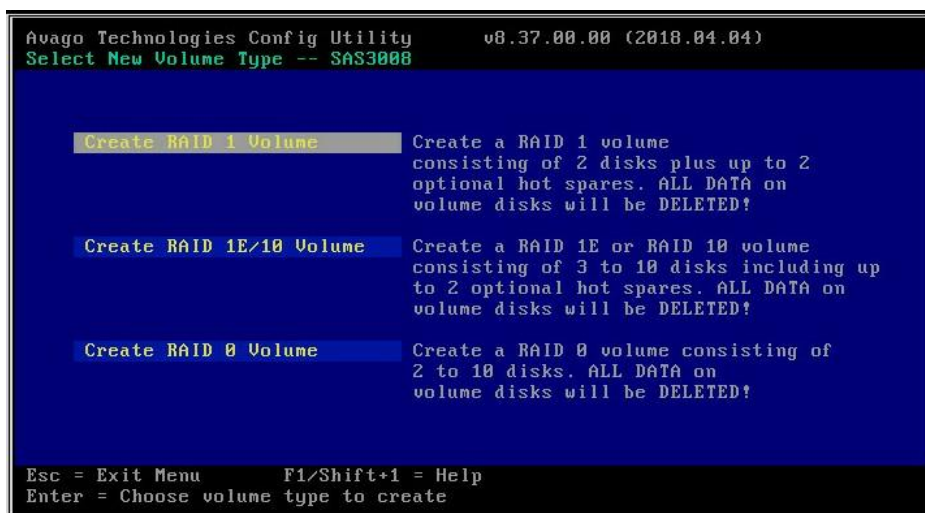 Avago Technologies Config Utility v8.37.00.00 (2018.04.04)
Select New Volume Type -- SAS3008
Create RAID 1 Volume Create a RAID 1 volume
consisting of 2 disks plus up to 2
optional hot spares. ALL DATA on
volume disks will be DELETED!
Create RAID 1E/10 Volume Create a RAID 1E or RAID 10 volume
consisting of 3 to 10 disks including up
to 2 optional hot spares. ALL DATA on
volume disks will be DELETED!
Create RAID 0 Volume Create a RAID 0 volume consisting of
2 to 10 disks. ALL DATA on
volume disks will be DELETED!
Esc = Exit Menu F1/Shift+1 = Help
Enter = Choose volume type to create